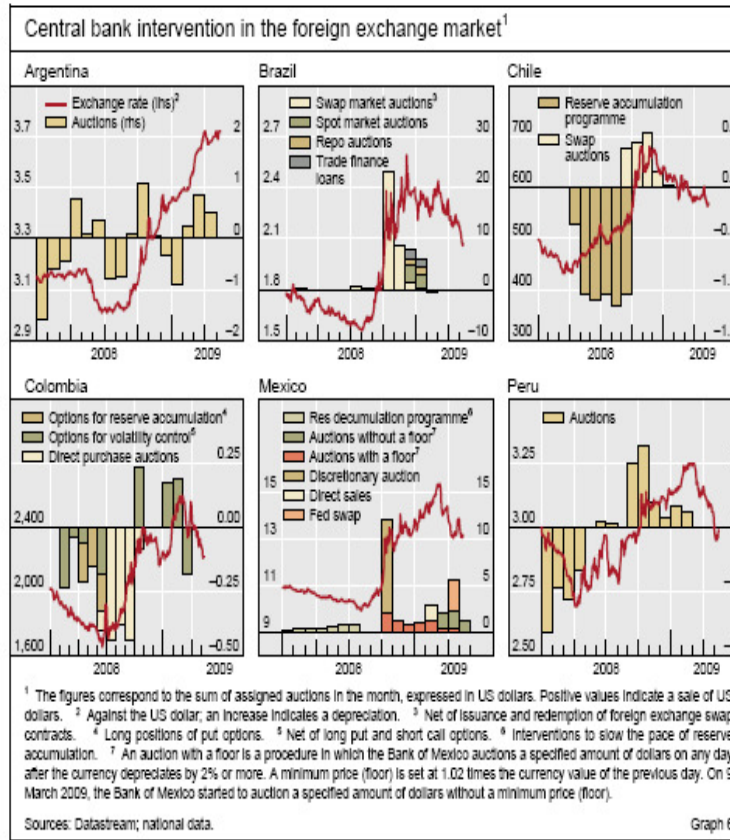 Central bank intervention in the foreign exchange market¹
Argentina
Exchange rate (lhs)²
Auctions (rhs)
3.7
3.5
3.3
3.1
2.9
2
1
0
–1
–2
2008
2009
Brazil
Swap market auctions³
Spot market auctions
Repo auctions
Trade finance
loans
2.7
2.4
2.1
1.8
1.5
30
20
10
0
–10
2008
2009
Chile
Reserve accumulation
programme
Swap
auctions
700
600
500
400
300
2008
2009
Colombia
Options for reserve accumulation⁴
Options for volatility control⁵
Direct purchase auctions
2,400
2,000
1,600
0.25
0.00
–0.25
–0.50
2008
2009
Mexico
Res decumulation programme⁶
Auctions without a floor⁷
Auctions with a floor⁷
Discretionary auction
Direct sales
Fed swap
15
13
11
9
15
10
5
0
2008
2009
Peru
Auctions
3.25
3.00
2.75
2.50
2008
2009
¹ The figures correspond to the sum of assigned auctions in the month, expressed in US dollars. Positive values indicate a sale of US
dollars. ² Against the US dollar; an increase indicates a depreciation. ³ Net of issuance and redemption of foreign exchange swap
contracts. ⁴ Long positions of put options. ⁵ Net of long put and short call options. ⁶ Interventions to slow the pace of reserve
accumulation. ⁷ An auction with a floor is a procedure in which the Bank of Mexico auctions a specified amount of dollars on any day
after the currency depreciates by 2% or more. A minimum price (floor) is set at 1.02 times the currency value of the previous day. On 9
March 2009, the Bank of Mexico started to auction a specified amount of dollars without a minimum price (floor).
Sources: Datastream; national data.
Graph 6